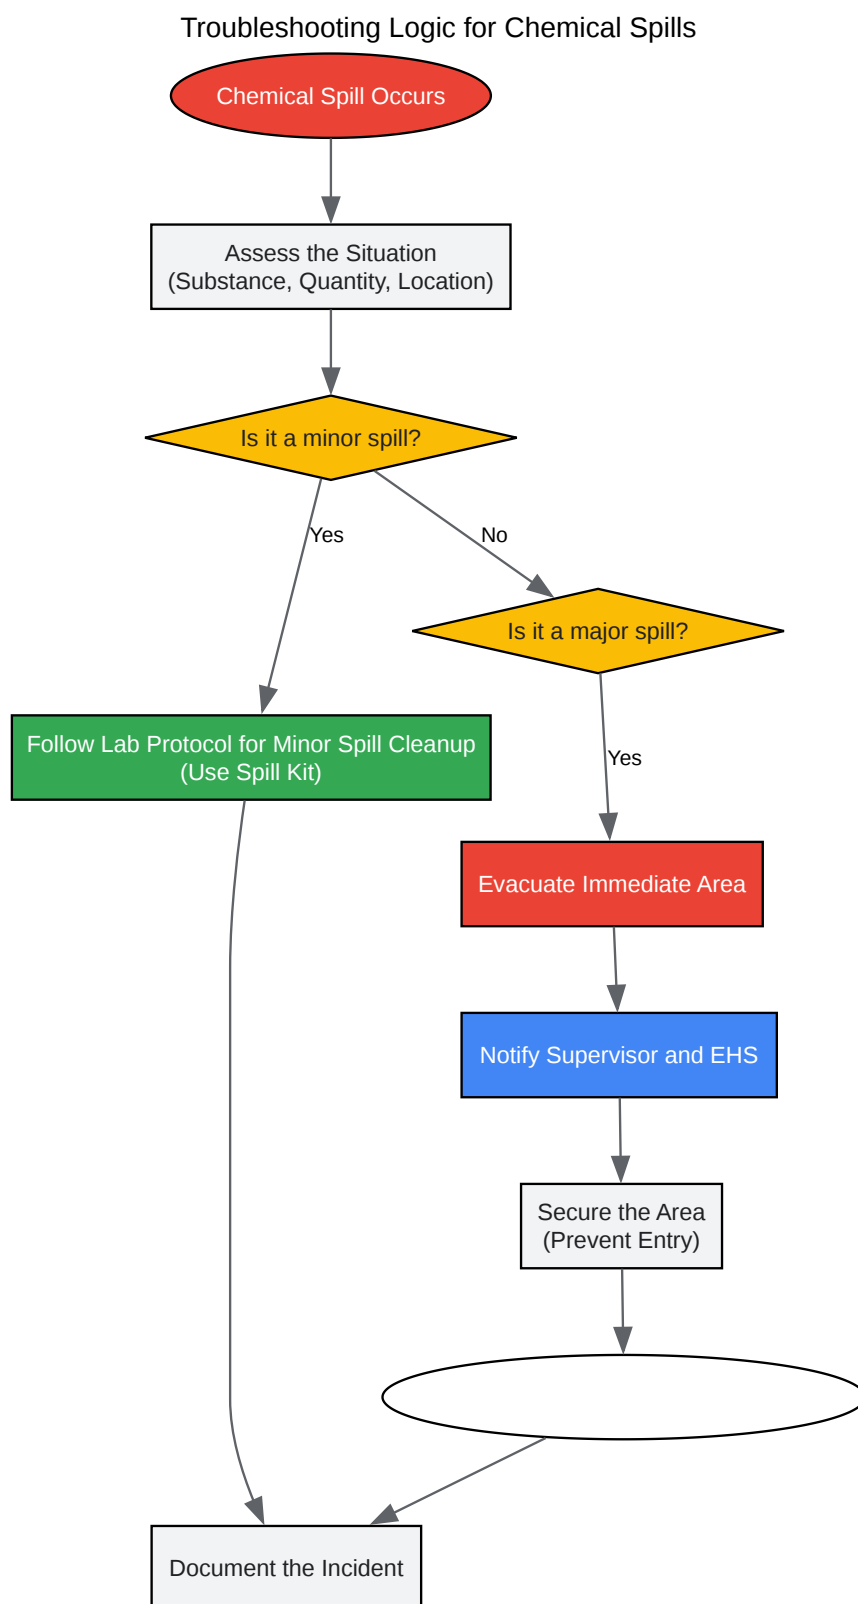 Troubleshooting Logic for Chemical Spills
Chemical Spill Occurs
Assess the Situation
(Substance, Quantity, Location)
Is it a minor spill?
Yes
No
Is it a major spill?
Follow Lab Protocol for Minor Spill Cleanup
(Use Spill Kit)
Yes
Evacuate Immediate Area
Notify Supervisor and EHS
Secure the Area
(Prevent Entry)
Document the Incident